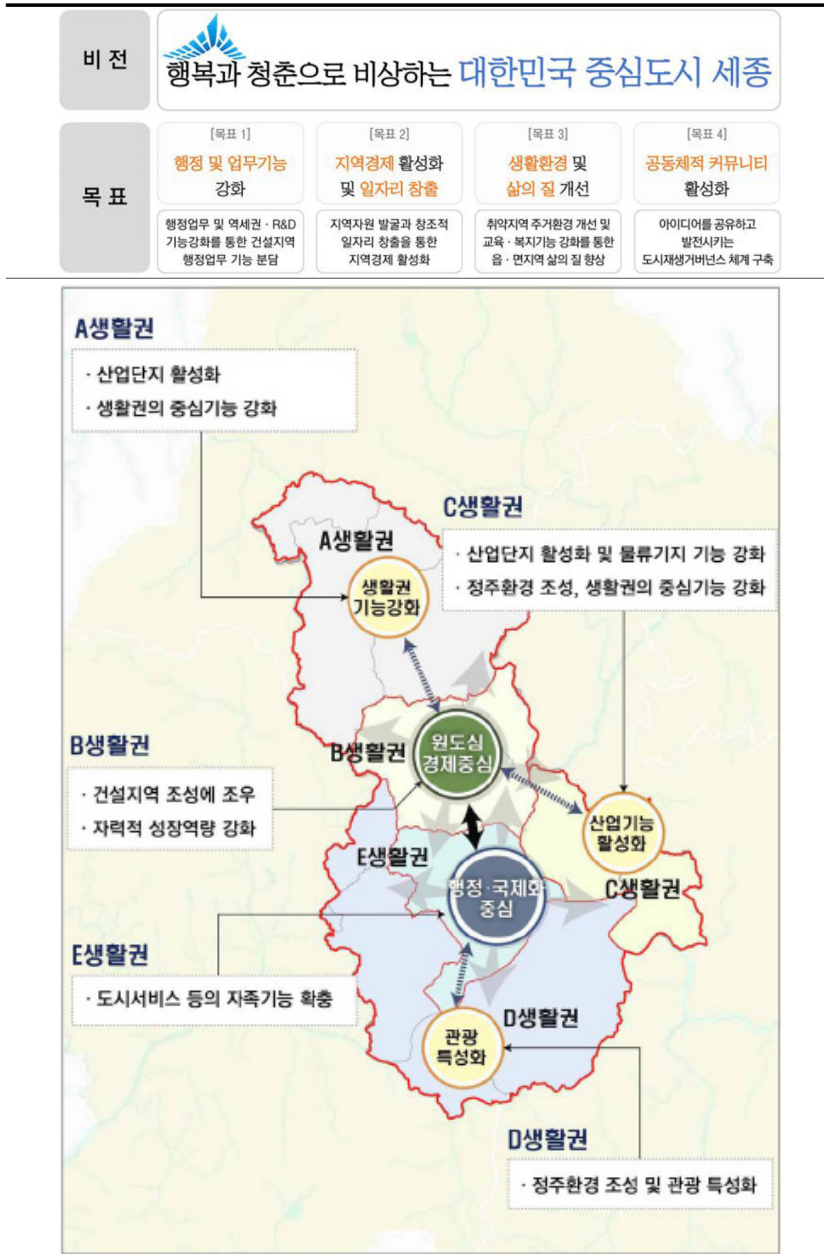 비 전
행복과 청춘으로 비상하는 대한민국 중심도시 세종
목 표
[목표 1]
행정 및 업무기능
강화
행정업무 및 역세권 · R&D
기능강화를 통한 건설지역
행정업무 기능 분담
[목표 2]
지역경제 활성화
및 일자리 창출
지역자원 발굴과 창조적
일자리 창출을 통한
지역경제 활성화
[목표 3]
생활환경 및
삶의 질 개선
취약지역 주거환경 개선 및
교육 · 복지기능 강화를 통한
읍 · 면지역 삶의 질 향상
[목표 4]
공동체적 커뮤니티
활성화
아이디어를 공유하고
발전시키는
도시재생거버넌스 체계 구축
A생활권
· 산업단지 활성화
· 생활권의 중심기능 강화
C생활권
· 산업단지 활성화 및 물류기지 기능 강화
· 정주환경 조성, 생활권의 중심기능 강화
A생활권
생활권
기능강화
B생활권
· 건설지역 조성에 조우
· 자력적 성장역량 강화
B생활권
원도심
경제중심
산업기능
활성화
C생활권
E생활권
행정·국제화
중심
E생활권
· 도시서비스 등의 자족기능 확충
D생활권
관광
특성화
D생활권
· 정주환경 조성 및 관광 특성화